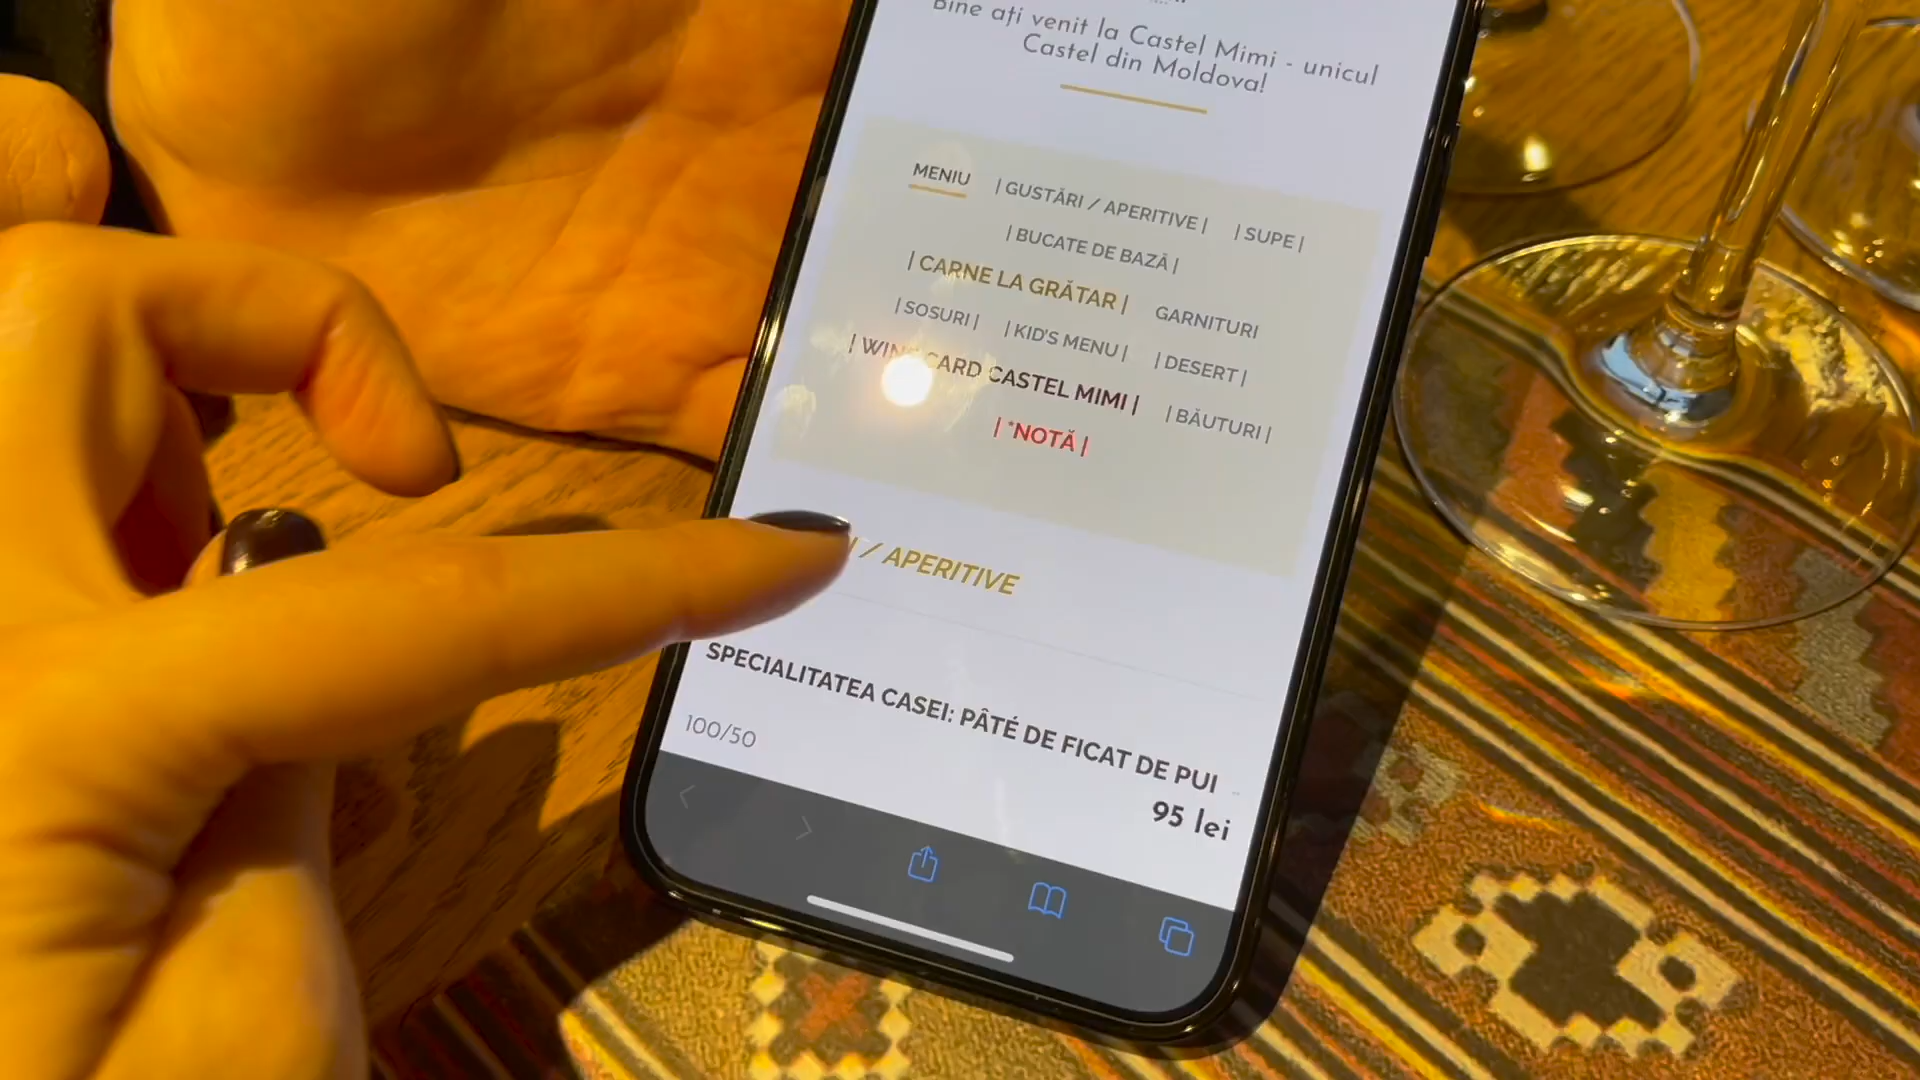 Bine ați venit la Castel Mimi - unicul
Castel din Moldova!
MENIU | GUSTĂRI / APERITIVE | | SUPE |
| BUCATE DE BAZĂ |
| CARNE LA GRĂTAR | GARNITURI
| SOSURI | | KID'S MENU | | DESERT |
| WINE CARD CASTEL MIMI | | BĂUTURI |
| *NOTĂ |
/ APERITIVE
SPECIALITATEA CASEI: PÂTÉ DE FICAT DE PUI
100/50
95 lei